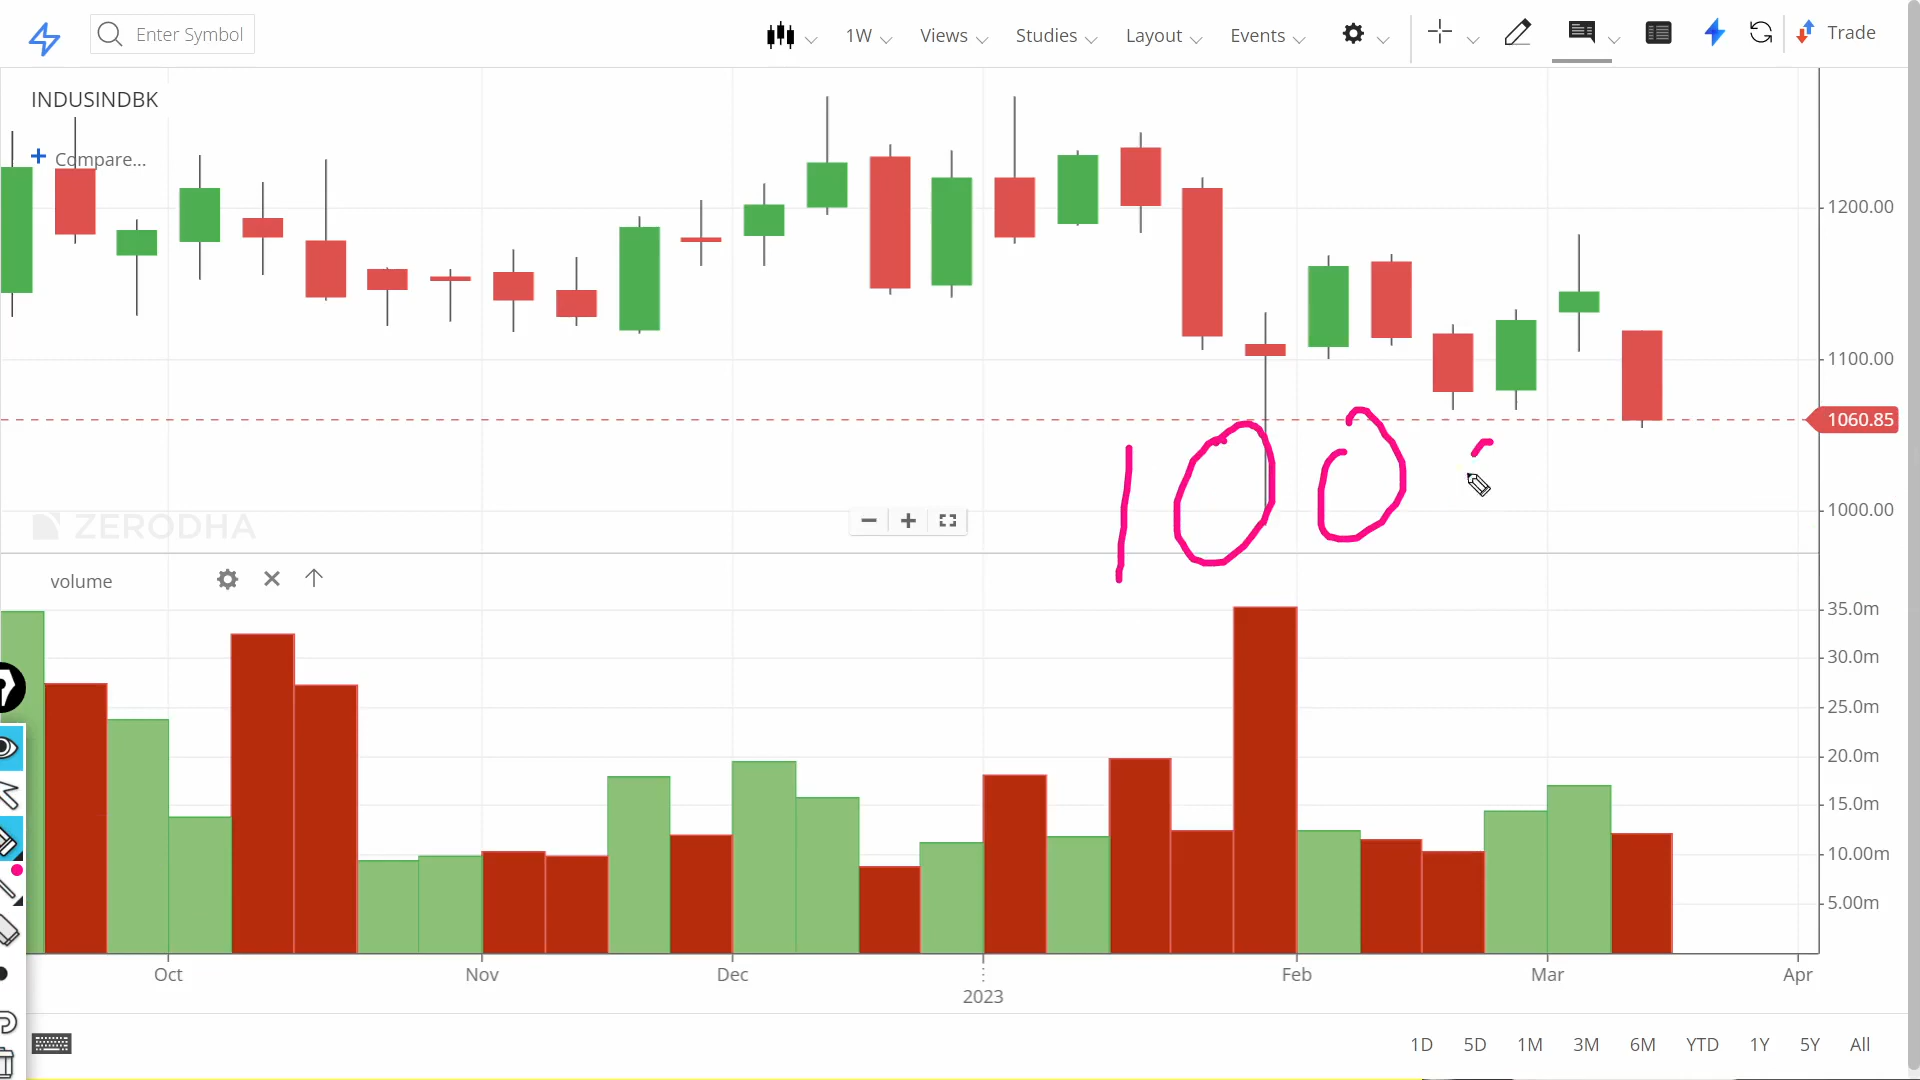 Enter Symbol
1W
Views
Studies
Layout
Events
Trade
INDUSINDBK
Compare...
1200.00
1100.00
1060.85
1000.00
100
ZERODHA
volume
35.0m
30.0m
25.0m
20.0m
15.0m
10.00m
5.00m
Oct
Nov
Dec
2023
Feb
Mar
Apr
1D 5D 1M 3M 6M YTD 1Y 5Y All